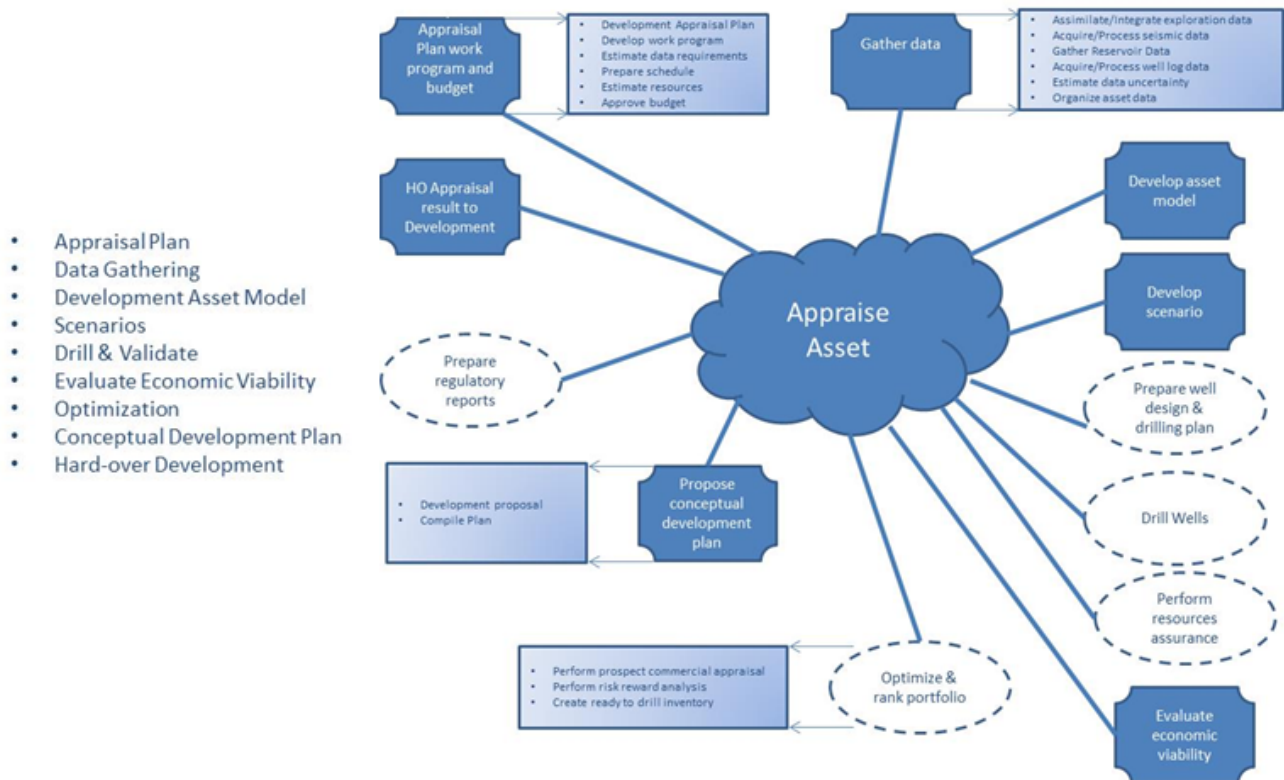 Appraisal
Plan work
program and
budget
• Development Appraisal Plan
• Develop work program
• Estimate data requirements
• Prepare schedule
• Estimate resources
• Approve budget
Gather data
• Assimilate/Integrate exploration data
• Acquire/Process seismic data
• Gather Reservoir Data
• Acquire/Process well log data
• Estimate data uncertainty
• Organize asset data
HO Appraisal
result to
Development
Develop asset
model
• Appraisal Plan
• Data Gathering
• Development Asset Model
• Scenarios
• Drill & Validate
• Evaluate Economic Viability
• Optimization
• Conceptual Development Plan
• Hard-over Development
Appraise
Asset
Develop
scenario
Prepare
regulatory
reports
Prepare well
design &
drilling plan
• Development proposal
• Compile Plan
Propose
conceptual
development
plan
Drill Wells
Perform
resources
assurance
• Perform prospect commercial appraisal
• Perform risk reward analysis
• Create ready to drill inventory
Optimize &
rank portfolio
Evaluate
economic
viability